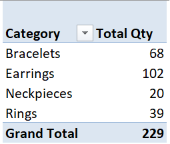 Category Total Qty
Bracelets 68
Earrings 102
Neckpieces 20
Rings 39
Grand Total 229